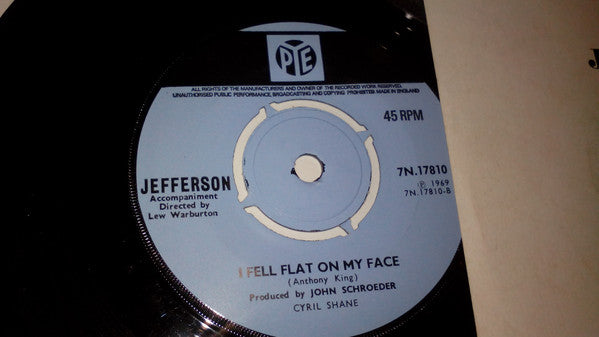 PYE
ALL RIGHTS OF THE MANUFACTURERS AND OWNER OF THE RECORDED WORK RESERVED.
UNAUTHORISED PUBLIC PERFORMANCE, BROADCASTING AND COPYING PROHIBITED. MADE IN ENGLAND
45 RPM
7N.17810
℗ 1969
7N.17810-B
JEFFERSON
Accompaniment
Directed by
Lew Warburton
I FELL FLAT ON MY FACE
(Anthony King)
Produced by JOHN SCHROEDER
CYRIL SHANE
J